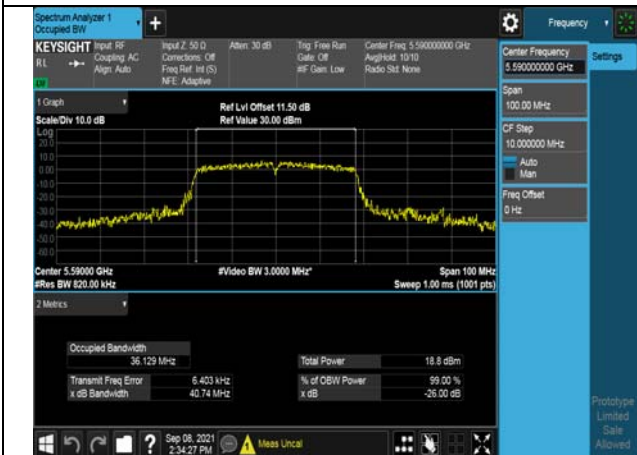 Spectrum Analyzer 1
Occupied BW
+
Frequency
KEYSIGHT
RL
Input: RF
Coupling: AC
Align: Auto
Input Z: 50 Ω
Corrections: Off
Freq Ref: Int (S)
NFE: Adaptive
Atten: 30 dB
Trig: Free Run
Gate: Off
#IF Gain: Low
Center Freq: 5.590000000 GHz
Avg|Hold: 10/10
Radio Std: None
Center Frequency
5.590000000 GHz
Settings
Span
100.00 MHz
CF Step
10.000000 MHz
Auto
Man
Freq Offset
0 Hz
1 Graph
Scale/Div 10.0 dB
Ref Lvl Offset 11.50 dB
Ref Value 30.00 dBm
Log
20.0
10.0
0.00
-10.0
-20.0
-30.0
-40.0
-50.0
-60.0
Center 5.59000 GHz
#Res BW 820.00 kHz
#Video BW 3.0000 MHz*
Span 100 MHz
Sweep 1.00 ms (1001 pts)
2 Metrics
Occupied Bandwidth
36.129 MHz
Total Power 18.8 dBm
Transmit Freq Error 6.403 kHz
% of OBW Power 99.00 %
x dB Bandwidth 40.74 MHz
x dB -26.00 dB
Prototype
Limited
Sale
Allowed
?
Sep 08, 2021
2:34:27 PM
Meas Uncal